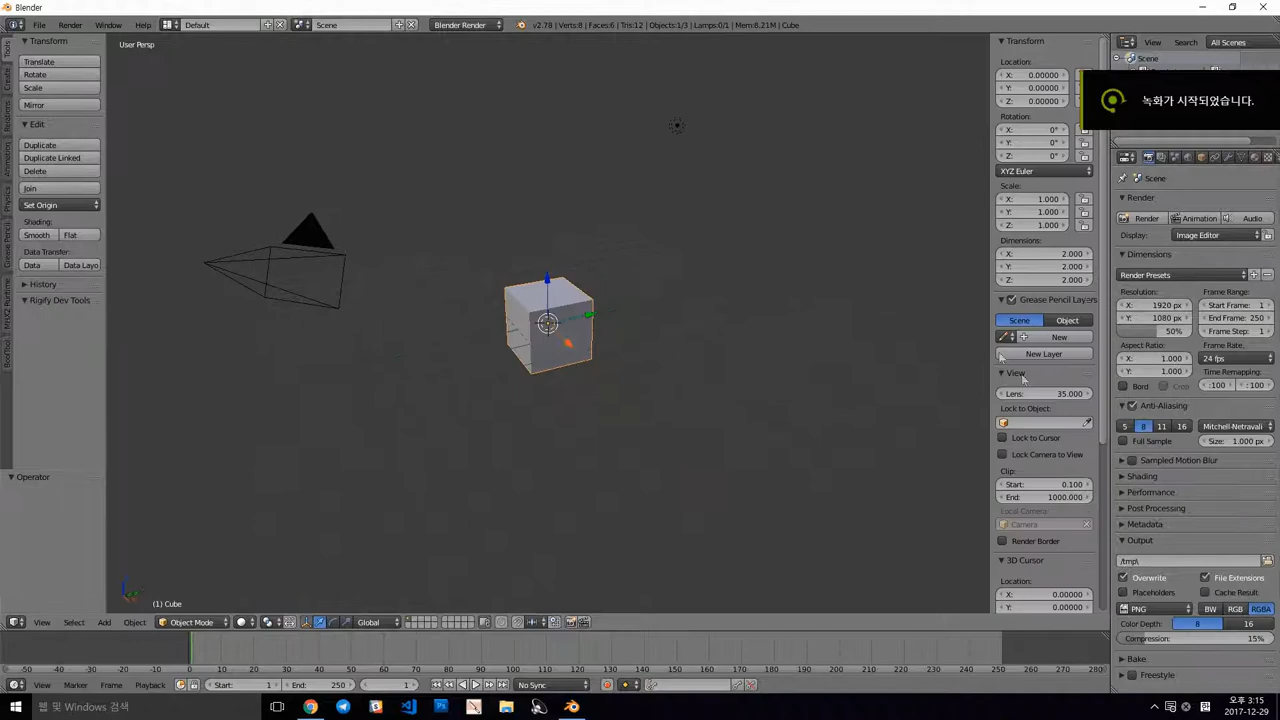 Blender
File Render Window Help Default Scene Blender Render v2.78 | Verts:8 | Faces:6 | Tris:12 | Objects:1/3 | Lamps:0/1 | Mem:8.21M | Cube
Tools
Create
Relations
Animation
Physics
Grease Pencil
Transform
Translate
Rotate
Scale
Mirror
Edit
Duplicate
Duplicate Linked
Delete
Join
Set Origin
Shading:
Smooth Flat
Data Transfer:
Data Data Layo
History
Rigify Dev Tools
Operator
User Persp
(1) Cube
Transform
Location:
X: 0.00000
Y: 0.00000
Z: 0.00000
Rotation:
X: 0°
Y: 0°
Z: 0°
XYZ Euler
Scale:
X: 1.000
Y: 1.000
Z: 1.000
Dimensions:
X: 2.000
Y: 2.000
Z: 2.000
Grease Pencil Layers
Scene Object
New
New Layer
View
Lens: 35.000
Lock to Object:
Lock to Cursor
Lock Camera to View
Clip:
Start: 0.100
End: 1000.000
Local Camera:
Camera
Render Border
3D Cursor
Location:
X: 0.00000
Y: 0.00000
View Search All Scenes
Scene
녹화가 시작되었습니다.
Scene
Render
Render Animation Audio
Display: Image Editor
Dimensions
Render Presets
Resolution: Frame Range:
X: 1920 px Start Frame: 1
Y: 1080 px End Frame: 250
50% Frame Step: 1
Aspect Ratio: Frame Rate:
X: 1.000 24 fps
Y: 1.000 Time Remapping:
Bord Crop :100 :100
Anti-Aliasing
5 8 11 16 Mitchell-Netravali
Full Sample Size: 1.000 px
Sampled Motion Blur
Shading
Performance
Post Processing
Metadata
Output
/tmp\
Overwrite File Extensions
Placeholders Cache Result
PNG BW RGB RGBA
Color Depth: 8 16
Compression: 15%
Bake
Freestyle
View Select Add Object Object Mode Global
-50 -40 -30 -20 -10 0 10 20 30 40 50 60 70 80 90 100 110 120 130 140 150 160 170 180 190 200 210 220 230 240 250 260 270 280
View Marker Frame Playback Start: 1 End: 250 1 No Sync
웹 및 Windows 검색
오후 3:15
2017-12-29